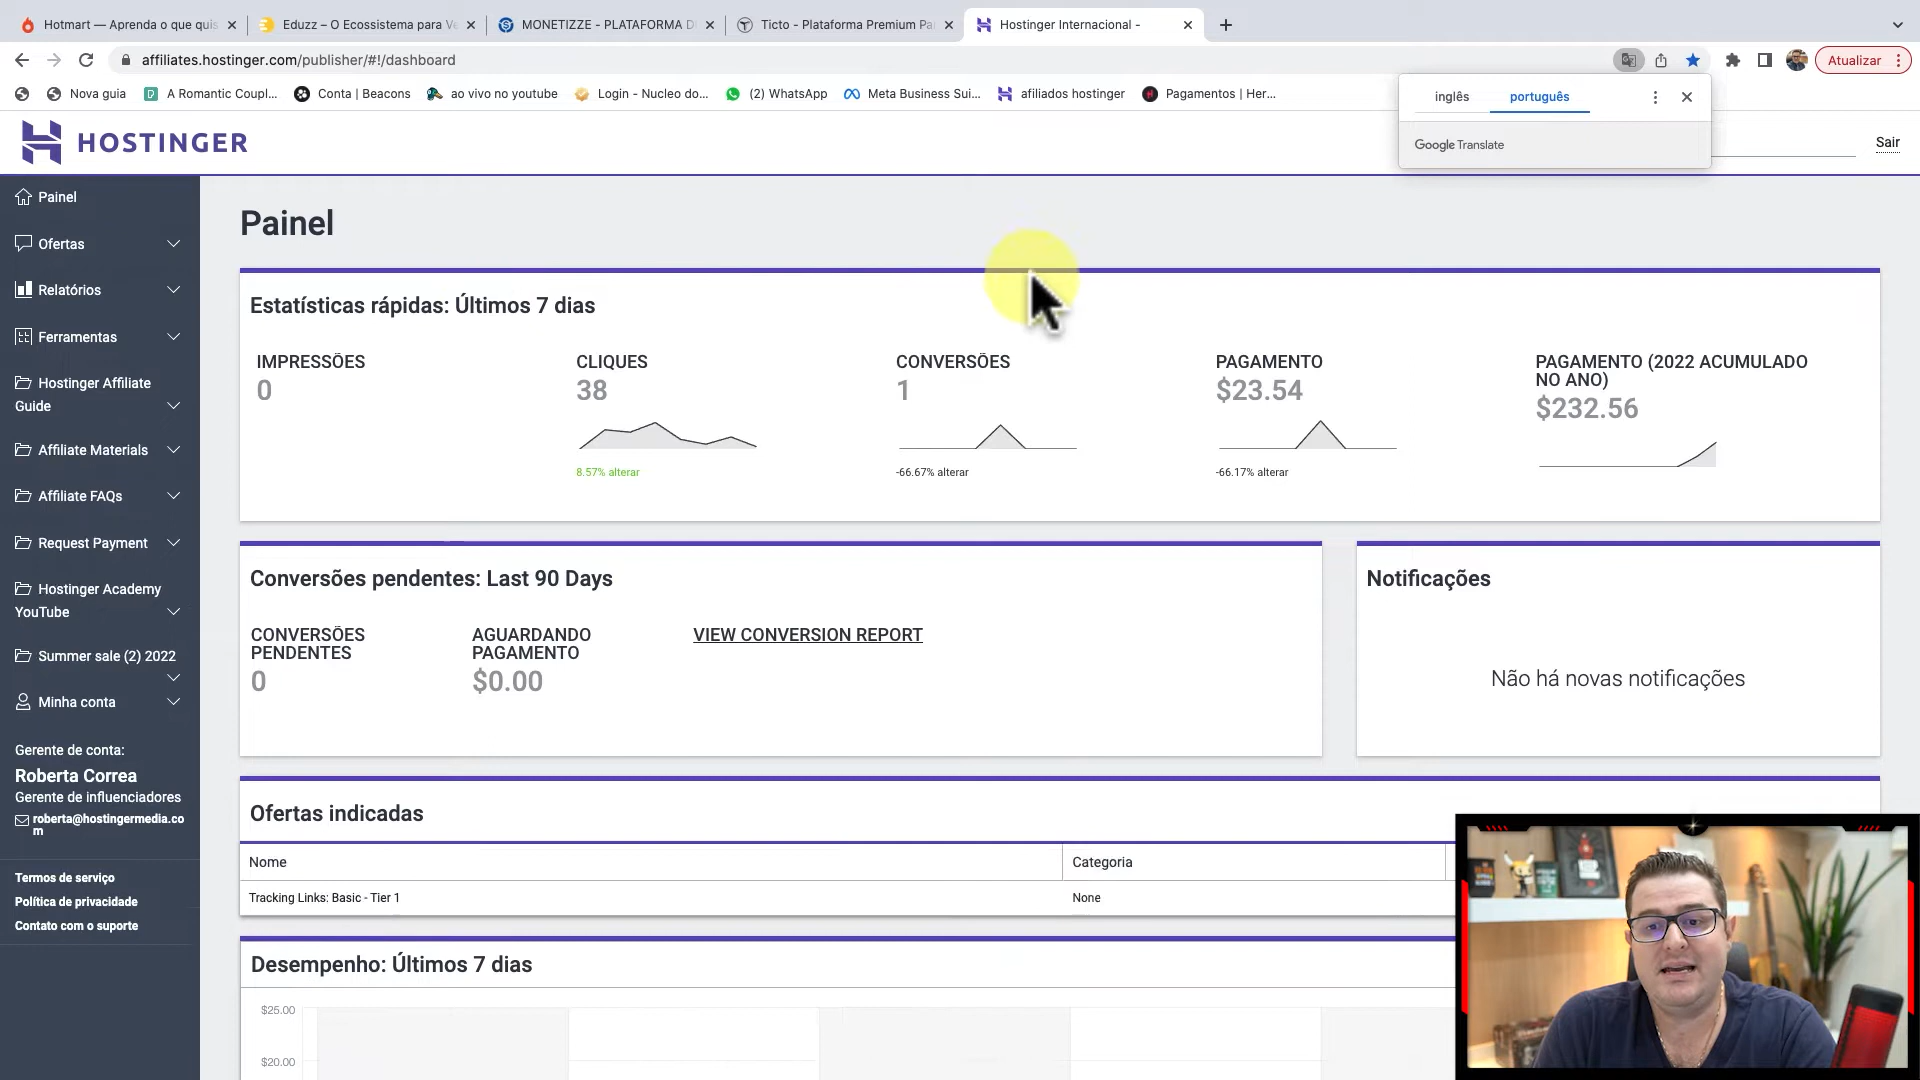 Hotmart — Aprenda o que quis
Eduzz – O Ecossistema para Ve
MONETIZZE - PLATAFORMA D
Ticto - Plataforma Premium Pa
Hostinger Internacional -
affiliates.hostinger.com/publisher/#!/dashboard
Atualizar
Nova guia
A Romantic Coupl...
Conta | Beacons
ao vivo no youtube
Login - Nucleo do...
(2) WhatsApp
Meta Business Sui...
afiliados hostinger
Pagamentos | Her...
inglês
português
Google Translate
HOSTINGER
Sair
Painel
Ofertas
Relatórios
Ferramentas
Hostinger Affiliate
Guide
Affiliate Materials
Affiliate FAQs
Request Payment
Hostinger Academy
YouTube
Summer sale (2) 2022
Minha conta
Gerente de conta:
Roberta Correa
Gerente de influenciadores
roberta@hostingermedia.co
m
Termos de serviço
Política de privacidade
Contato com o suporte
Painel
Estatísticas rápidas: Últimos 7 dias
IMPRESSÕES
0
CLIQUES
38
8.57% alterar
CONVERSÕES
1
-66.67% alterar
PAGAMENTO
$23.54
-66.17% alterar
PAGAMENTO (2022 ACUMULADO
NO ANO)
$232.56
Conversões pendentes: Last 90 Days
CONVERSÕES
PENDENTES
0
AGUARDANDO
PAGAMENTO
$0.00
VIEW CONVERSION REPORT
Notificações
Não há novas notificações
Ofertas indicadas
Nome
Categoria
Tracking Links: Basic - Tier 1
None
Desempenho: Últimos 7 dias
$25.00
$20.00